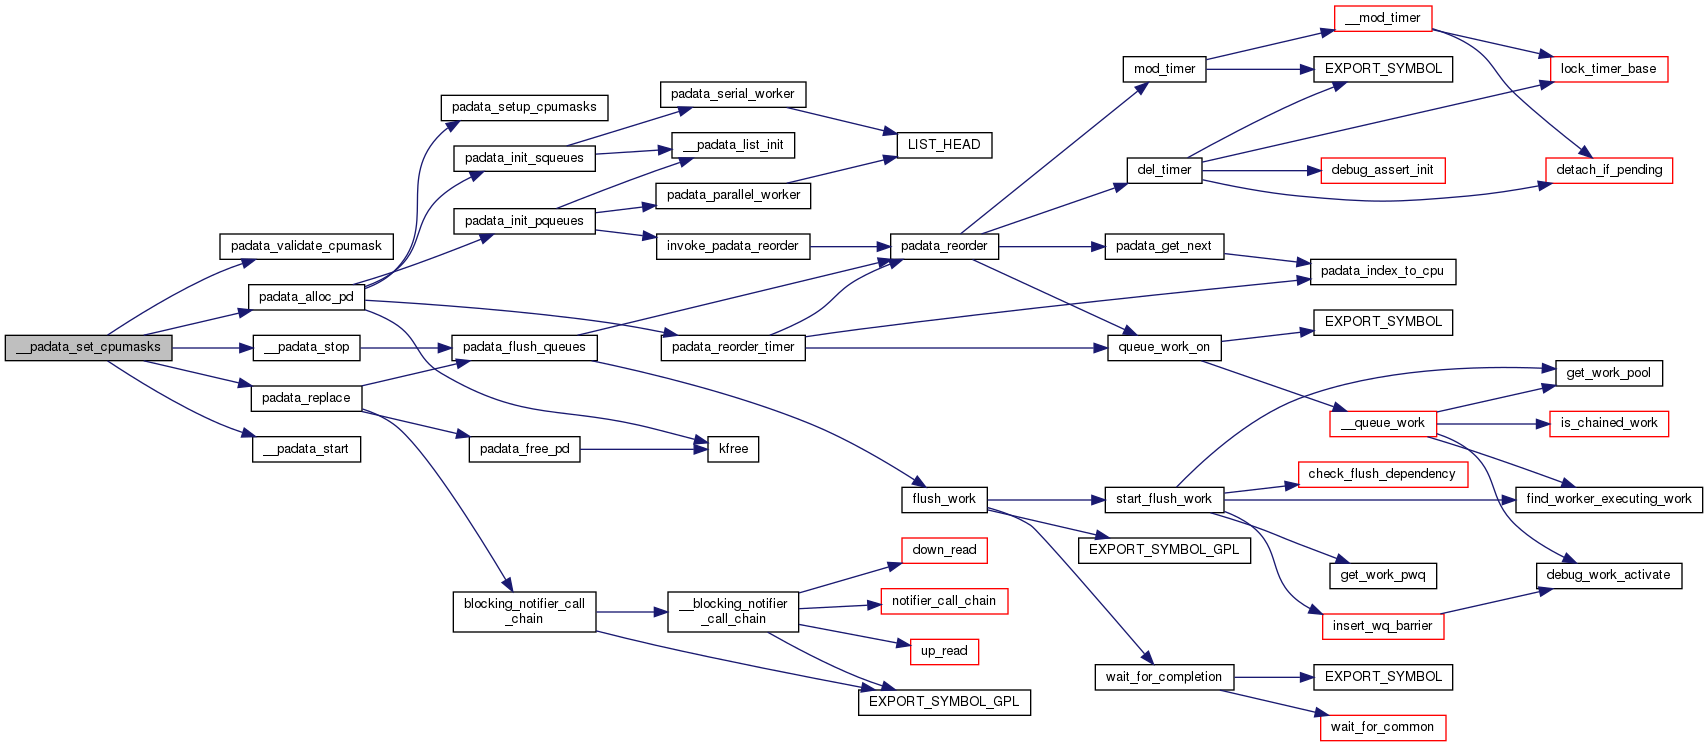 __padata_set_cpumasks
padata_validate_cpumask
padata_alloc_pd
__padata_stop
padata_replace
__padata_start
padata_setup_cpumasks
padata_init_squeues
padata_init_pqueues
padata_flush_queues
padata_free_pd
blocking_notifier_call
_chain
padata_serial_worker
__padata_list_init
padata_parallel_worker
invoke_padata_reorder
padata_reorder_timer
kfree
__blocking_notifier
_call_chain
LIST_HEAD
padata_reorder
flush_work
down_read
notifier_call_chain
up_read
EXPORT_SYMBOL_GPL
mod_timer
del_timer
padata_get_next
queue_work_on
start_flush_work
EXPORT_SYMBOL_GPL
wait_for_completion
__mod_timer
EXPORT_SYMBOL
debug_assert_init
padata_index_to_cpu
EXPORT_SYMBOL
__queue_work
check_flush_dependency
get_work_pwq
insert_wq_barrier
EXPORT_SYMBOL
wait_for_common
lock_timer_base
detach_if_pending
get_work_pool
is_chained_work
find_worker_executing_work
debug_work_activate